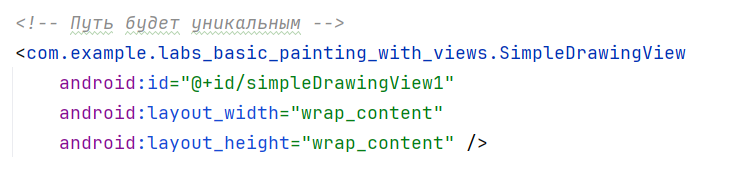 <!-- Путь будет уникальным -->
<com.example.labs_basic_painting_with_views.SimpleDrawingView
    android:id="@+id/simpleDrawingView1"
    android:layout_width="wrap_content"
    android:layout_height="wrap_content" />